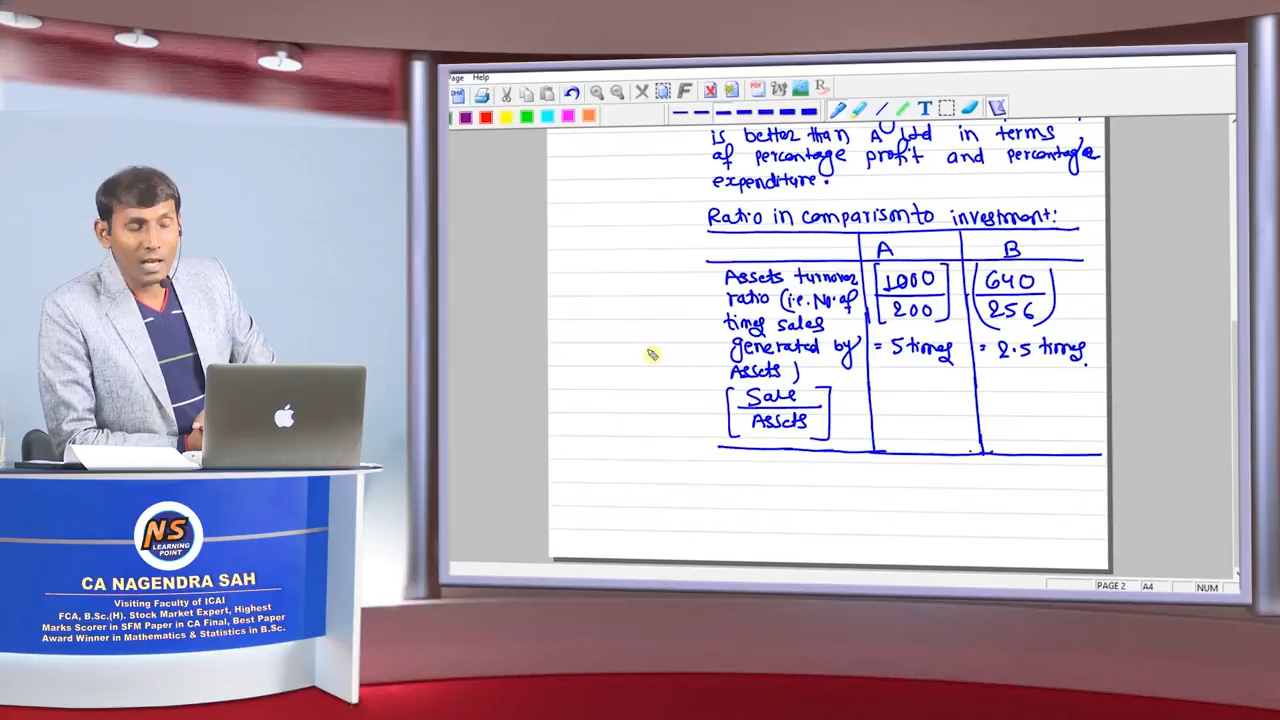 Page Help
PDF
T
is better than A Ltd in terms
of percentage profit and percentage
expenditure.
Ratio in comparison to investment:
A B
Assets turnover
ratio (i.e. No. of
times sales
generated by
Assets)
[Sale
Assets]
[1000
200]
= 5 times
(640
256)
= 2.5 times.
PAGE 2 A4 NUM
NS
LEARNING
POINT
CA NAGENDRA SAH
Visiting Faculty of ICAI
FCA, B.Sc.(H). Stock Market Expert, Highest
Marks Scorer in SFM Paper in CA Final, Best Paper
Award Winner in Mathematics & Statistics in B.Sc.